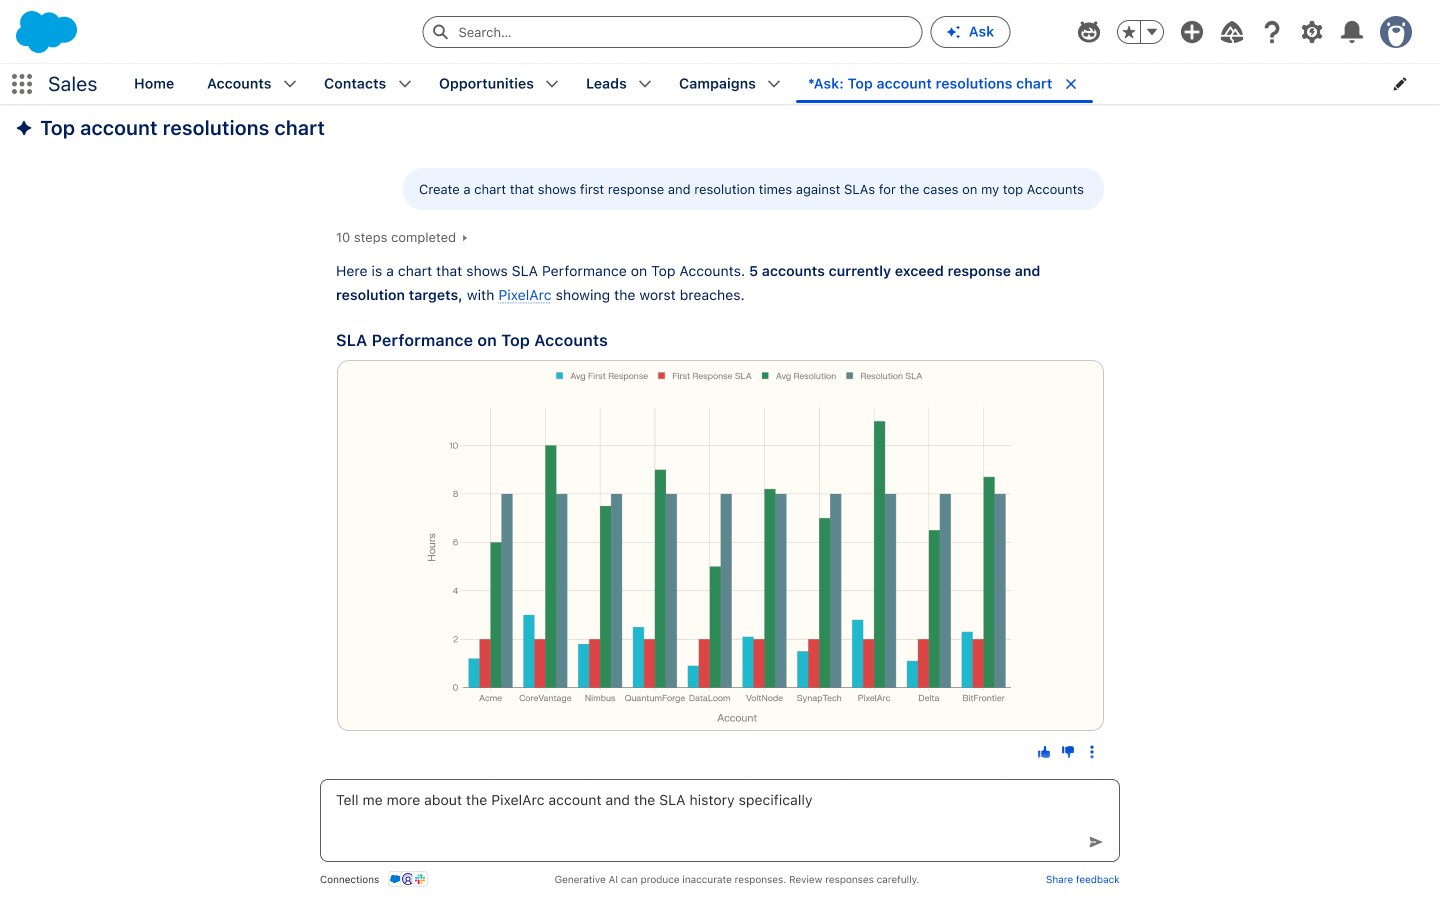 Search...
Ask
Sales
Home
Accounts
Contacts
Opportunities
Leads
Campaigns
*Ask: Top account resolutions chart
Top account resolutions chart
Create a chart that shows first response and resolution times against SLAs for the cases on my top Accounts
10 steps completed
Here is a chart that shows SLA Performance on Top Accounts. 5 accounts currently exceed response and
resolution targets, with PixelArc showing the worst breaches.
SLA Performance on Top Accounts
Avg First Response
First Response SLA
Avg Resolution
Resolution SLA
10
8
6
4
2
0
Hours
Acme
CoreVantage
Nimbus
QuantumForge
DataLoom
VoltNode
SynapTech
PixelArc
Delta
BitFrontier
Account
Tell me more about the PixelArc account and the SLA history specifically
Connections
Generative AI can produce inaccurate responses. Review responses carefully.
Share feedback